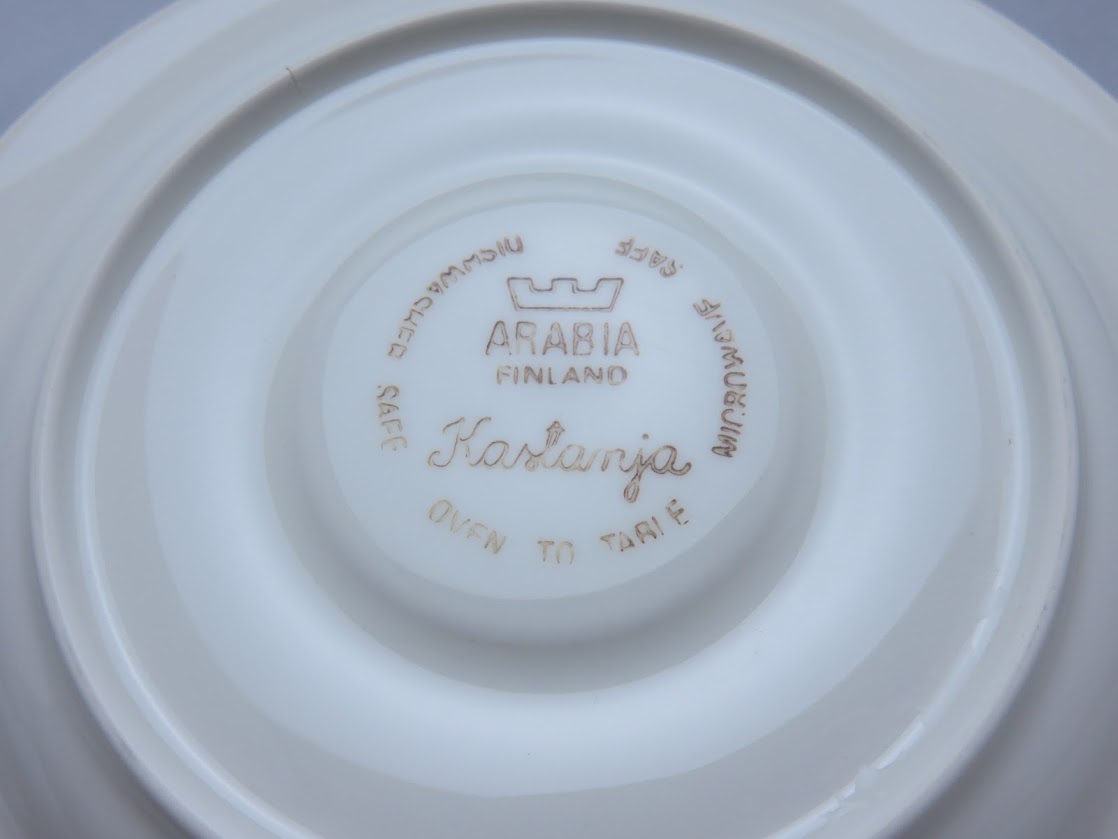 ARABIA
FINLAND
Kastanja
OVEN TO TABLE
DISHWASHER SAFE
MICROWAVE SAFE